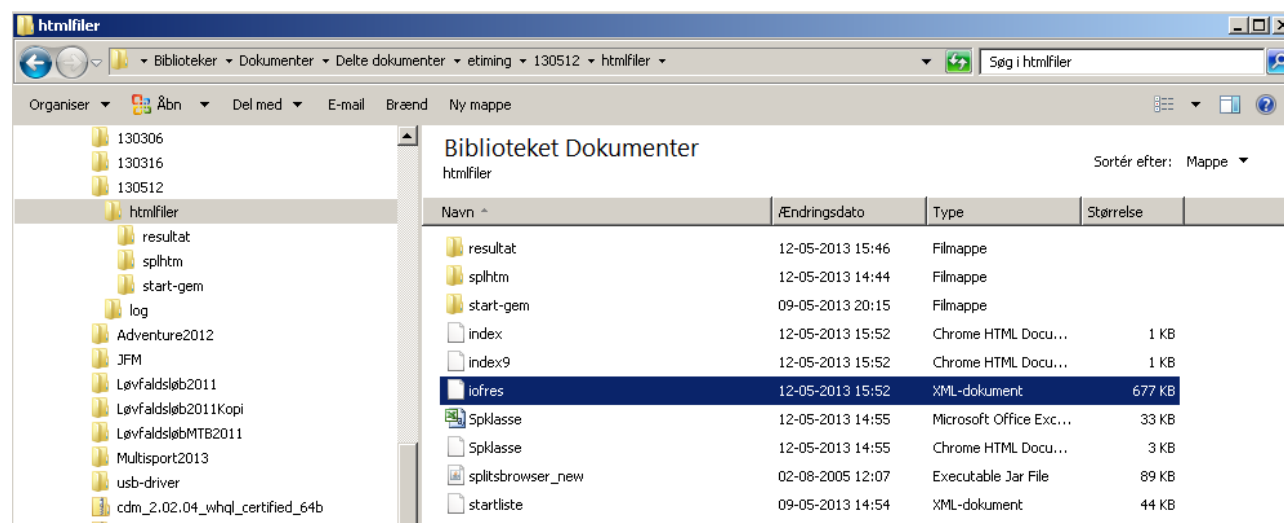 htmlfiler
Biblioteker Dokumenter Delte dokumenter etiming 130512 htmlfiler
Søg i htmlfiler
Organiser Åbn Del med E-mail Brænd Ny mappe
130306
130316
130512
htmlfiler
resultat
splhtm
start-gem
log
Adventure2012
JFM
Løvfaldsløb2011
Løvfaldsløb2011Kopi
LøvfaldsløbMTB2011
Multisport2013
usb-driver
cdm_2.02.04_whql_certified_64b
Biblioteket Dokumenter
htmlfiler
Sortér efter: Mappe
Navn Ændringsdato Type Størrelse
resultat 12-05-2013 15:46 Filmappe
splhtm 12-05-2013 14:44 Filmappe
start-gem 09-05-2013 20:15 Filmappe
index 12-05-2013 15:52 Chrome HTML Docu... 1 KB
index9 12-05-2013 15:52 Chrome HTML Docu... 1 KB
iofres 12-05-2013 15:52 XML-dokument 677 KB
Spklasse 12-05-2013 14:55 Microsoft Office Exc... 33 KB
Spklasse 12-05-2013 14:55 Chrome HTML Docu... 3 KB
splitsbrowser_new 02-08-2005 12:07 Executable Jar File 89 KB
startliste 09-05-2013 14:54 XML-dokument 44 KB